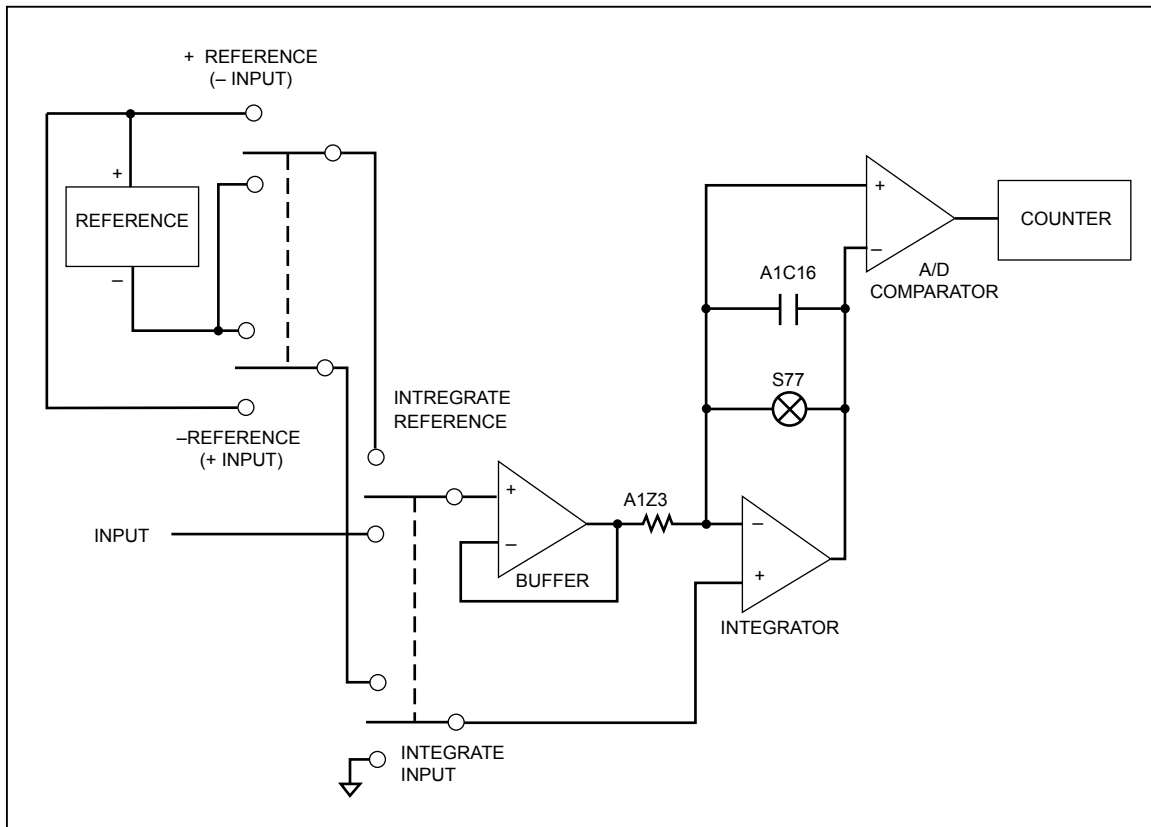 + REFERENCE
(– INPUT)
+
REFERENCE
–
–REFERENCE
(+ INPUT)
INTREGRATE
REFERENCE
INPUT
INTEGRATE
INPUT
+
–
BUFFER
A1Z3
–
+
INTEGRATOR
A1C16
S77
+
–
A/D
COMPARATOR
COUNTER